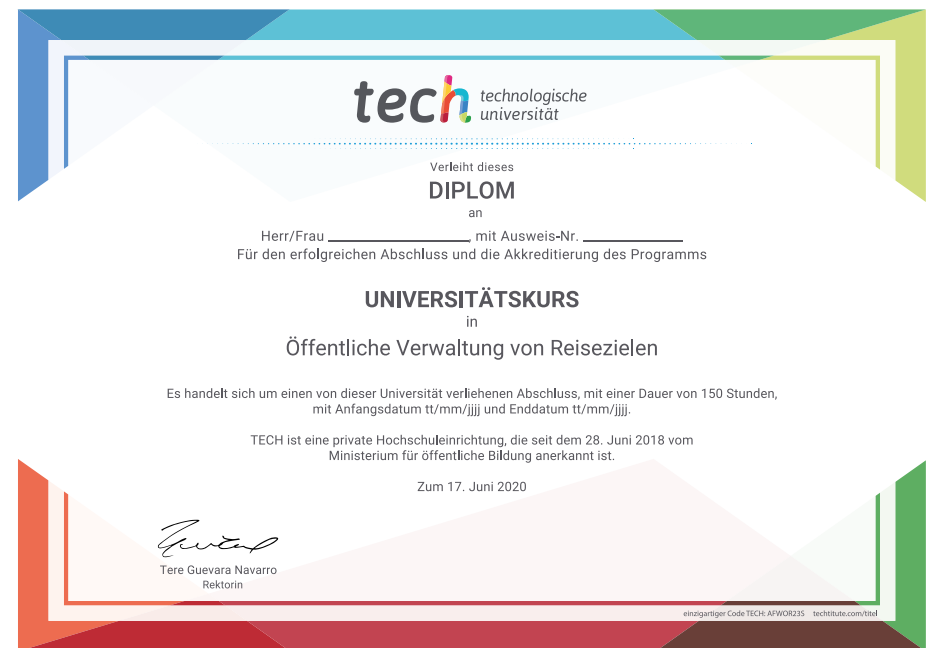 tech technologische
universität
Verleiht dieses
DIPLOM
an
Herr/Frau ____________, mit Ausweis-Nr. ____________
Für den erfolgreichen Abschluss und die Akkreditierung des Programms
UNIVERSITÄTSKURS
in
Öffentliche Verwaltung von Reisezielen
Es handelt sich um einen von dieser Universität verliehenen Abschluss, mit einer Dauer von 150 Stunden,
mit Anfangsdatum tt/mm/jjjj und Enddatum tt/mm/jjjj.
TECH ist eine private Hochschuleinrichtung, die seit dem 28. Juni 2018 vom
Ministerium für öffentliche Bildung anerkannt ist.
Zum 17. Juni 2020
Tere Guevara Navarro
Rektorin
einzigartiger Code TECH: AFWOR23S techtitute.com/titel